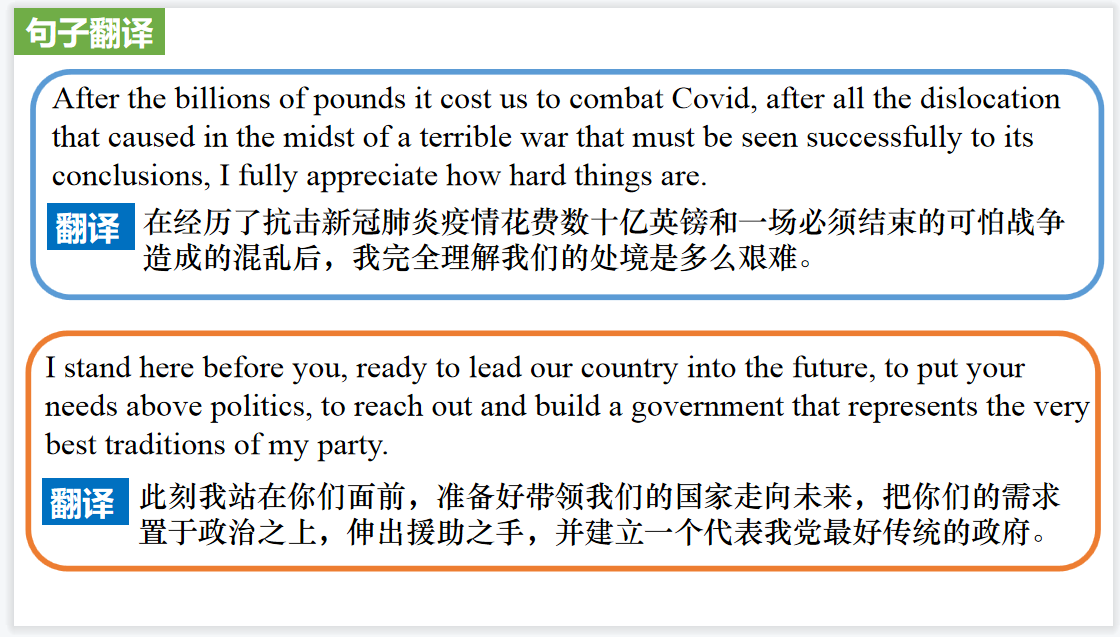 句子翻译
After the billions of pounds it cost us to combat Covid, after all the dislocation
that caused in the midst of a terrible war that must be seen successfully to its
conclusions, I fully appreciate how hard things are.
翻译 在经历了抗击新冠肺炎疫情花费数十亿英镑和一场必须结束的可怕战争
造成的混乱后，我完全理解我们的处境是多么艰难。
I stand here before you, ready to lead our country into the future, to put your
needs above politics, to reach out and build a government that represents the very
best traditions of my party.
翻译 此刻我站在你们面前，准备好带领我们的国家走向未来，把你们的需求
置于政治之上，伸出援助之手，并建立一个代表我党最好传统的政府。